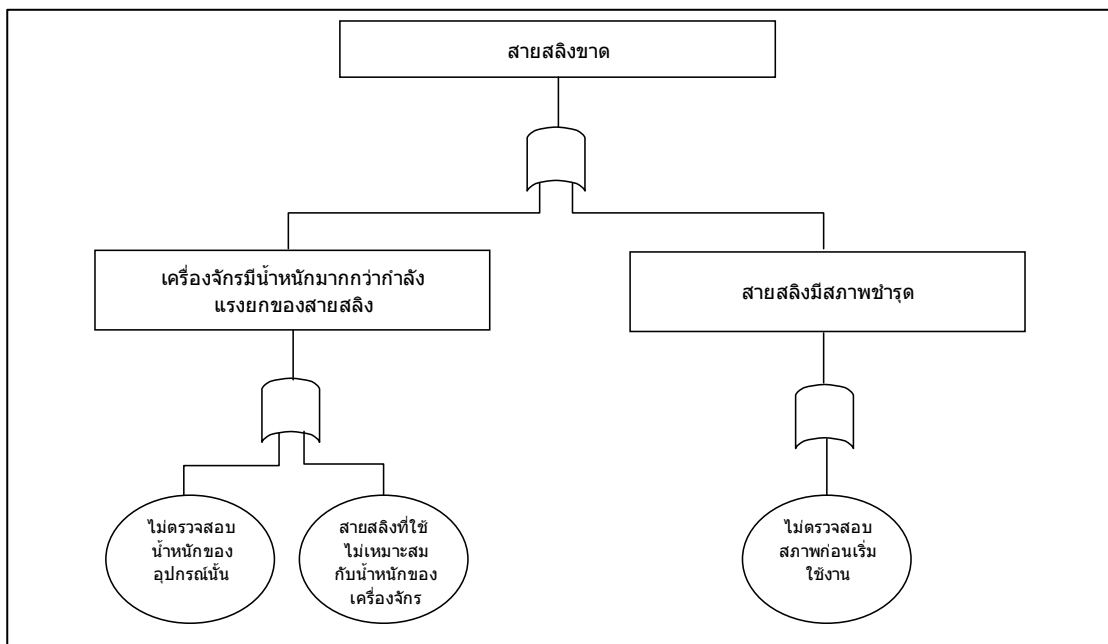 สายสลิงขาด
เครื่องจักรมีน้ำหนักมากกว่ากำลัง
แรงยกของสายสลิง
สายสลิงมีสภาพชำรุด
ไม่ตรวจสอบ
น้ำหนักของ
อุปกรณ์นั้น
สายสลิงที่ใช้
ไม่เหมาะสม
กับน้ำหนักของ
เครื่องจักร
ไม่ตรวจสอบ
สภาพก่อนเริ่ม
ใช้งาน